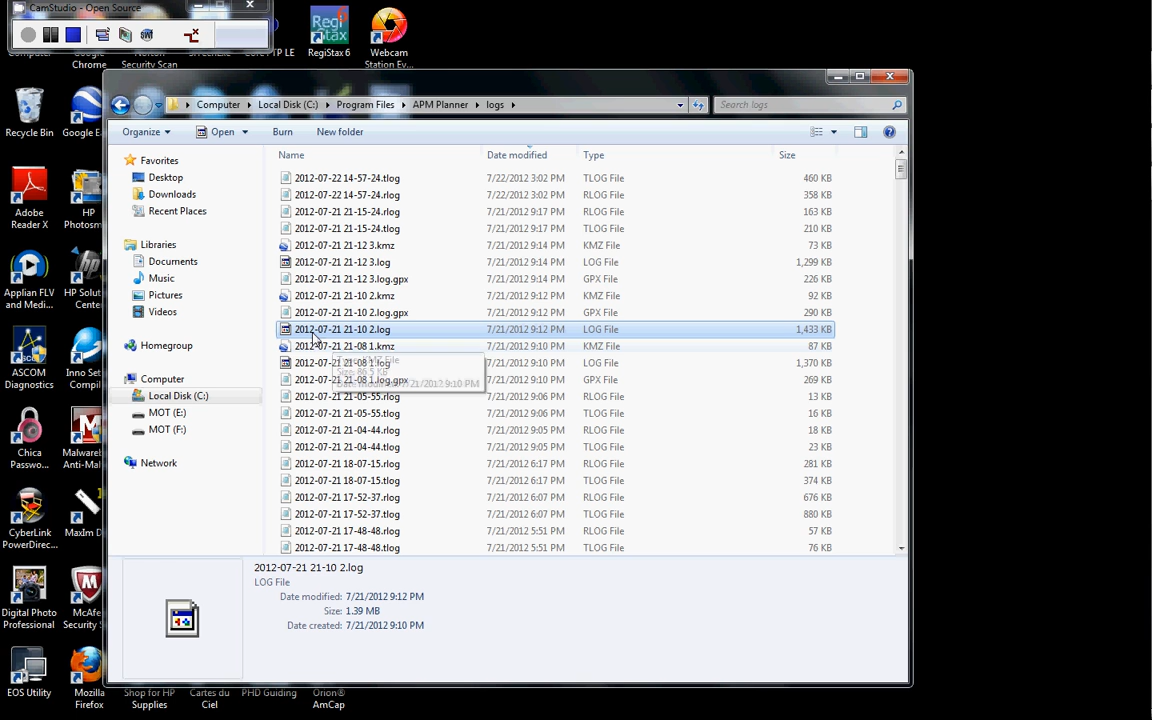 CamStudio - Open Source
Chrome
Security Scan
TP LE
RegiStax 6
Webcam
Station Ev...
Computer Local Disk (C:) Program Files APM Planner logs
Search logs
Organize Open Burn New folder
Name Date modified Type Size
2012-07-22 14-57-24.tlog 7/22/2012 3:02 PM TLOG File 460 KB
2012-07-22 14-57-24.rlog 7/22/2012 3:02 PM RLOG File 358 KB
2012-07-21 21-15-24.rlog 7/21/2012 9:17 PM RLOG File 163 KB
2012-07-21 21-15-24.tlog 7/21/2012 9:17 PM TLOG File 210 KB
2012-07-21 21-12 3.kmz 7/21/2012 9:14 PM KMZ File 73 KB
2012-07-21 21-12 3.log 7/21/2012 9:14 PM LOG File 1,299 KB
2012-07-21 21-12 3.log.gpx 7/21/2012 9:14 PM GPX File 226 KB
2012-07-21 21-10 2.kmz 7/21/2012 9:12 PM KMZ File 92 KB
2012-07-21 21-10 2.log.gpx 7/21/2012 9:12 PM GPX File 290 KB
2012-07-21 21-10 2.log 7/21/2012 9:12 PM LOG File 1,433 KB
2012-07-21 21-08 1.kmz 7/21/2012 9:10 PM KMZ File 87 KB
2012-07-21 21-08 1.log 7/21/2012 9:10 PM LOG File 1,370 KB
2012-07-21 21-08 1.log.gpx 7/21/2012 9:10 PM GPX File 269 KB
2012-07-21 21-05-55.rlog 7/21/2012 9:06 PM RLOG File 13 KB
2012-07-21 21-05-55.tlog 7/21/2012 9:06 PM TLOG File 16 KB
2012-07-21 21-04-44.rlog 7/21/2012 9:05 PM RLOG File 18 KB
2012-07-21 21-04-44.tlog 7/21/2012 9:05 PM TLOG File 23 KB
2012-07-21 18-07-15.rlog 7/21/2012 6:17 PM RLOG File 281 KB
2012-07-21 18-07-15.tlog 7/21/2012 6:17 PM TLOG File 374 KB
2012-07-21 17-52-37.rlog 7/21/2012 6:07 PM RLOG File 676 KB
2012-07-21 17-52-37.tlog 7/21/2012 6:07 PM TLOG File 880 KB
2012-07-21 17-48-48.rlog 7/21/2012 5:51 PM RLOG File 57 KB
2012-07-21 17-48-48.tlog 7/21/2012 5:51 PM TLOG File 76 KB
Type: KMZ File
Size: 86.5 KB
Date modified: 7/21/2012 9:10 PM
Favorites
Desktop
Downloads
Recent Places
Libraries
Documents
Music
Pictures
Videos
Homegroup
Computer
Local Disk (C:)
MOT (E:)
MOT (F:)
Network
2012-07-21 21-10 2.log
LOG File
Date modified: 7/21/2012 9:12 PM
Size: 1.39 MB
Date created: 7/21/2012 9:10 PM
Recycle Bin
Google E
Adobe
Reader X
HP
Photosm
Applian FLV
and Medi...
HP Solut
Cente
ASCOM
Diagnostics
Inno Set
Compil
Chica
Passwo...
Malware
Anti-Mal
CyberLink
PowerDirec...
MaxIm D
Digital Photo
Professional
McAfe
Security
EOS Utility
Mozilla
Firefox
Shop for HP
Supplies
Cartes du
Ciel
PHD Guiding
Orion®
AmCap